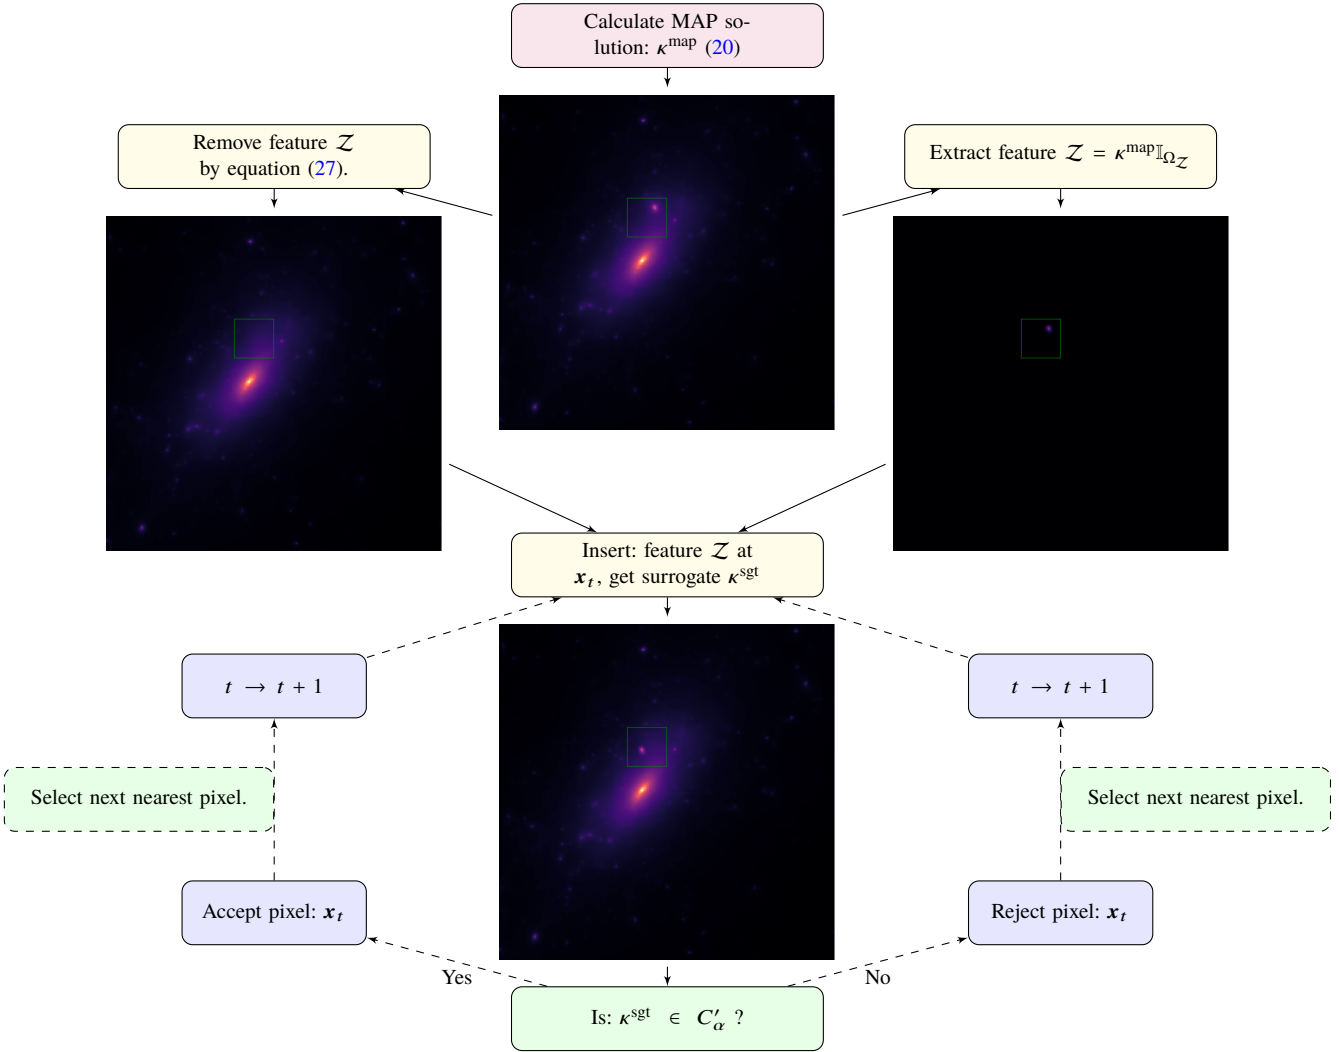 Calculate MAP so-
lution: κ^map (20)
Remove feature 𝒵
by equation (27).
Extract feature 𝒵 = κ^map 𝕀_Ω_𝒵
Insert: feature 𝒵 at
x_t, get surrogate κ^sgt
t → t + 1
t → t + 1
Select next nearest pixel.
Select next nearest pixel.
Accept pixel: x_t
Reject pixel: x_t
Yes
No
Is: κ^sgt ∈ C′_α ?